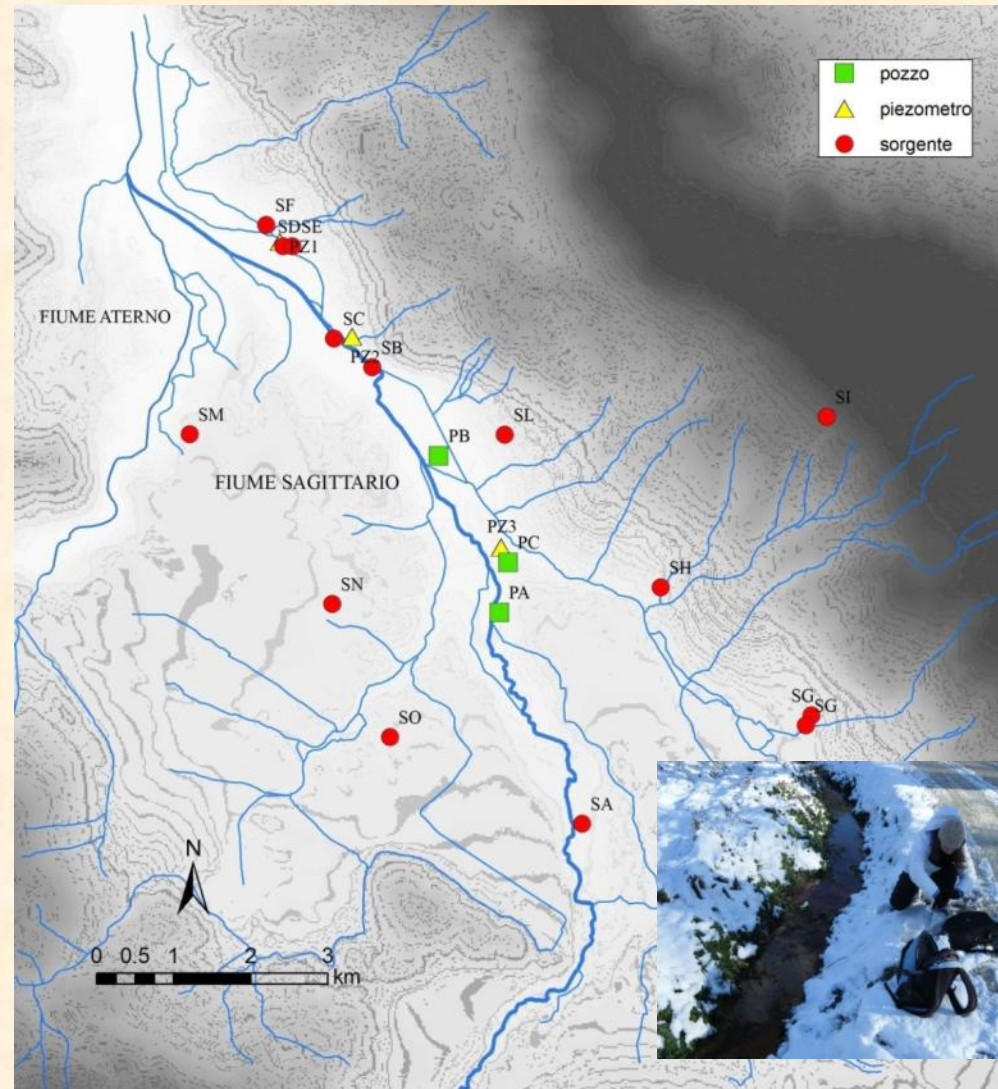 pozzo
piezometro
sorgente
SF
SDSE
PZ1
FIUME ATERNO
SC
SB
PZ2
SM
SL
SI
PB
FIUME SAGITTARIO
PZ3
PC
SH
SN
PA
SG
SG
SO
SA
N
0 0.5 1 2 3
km